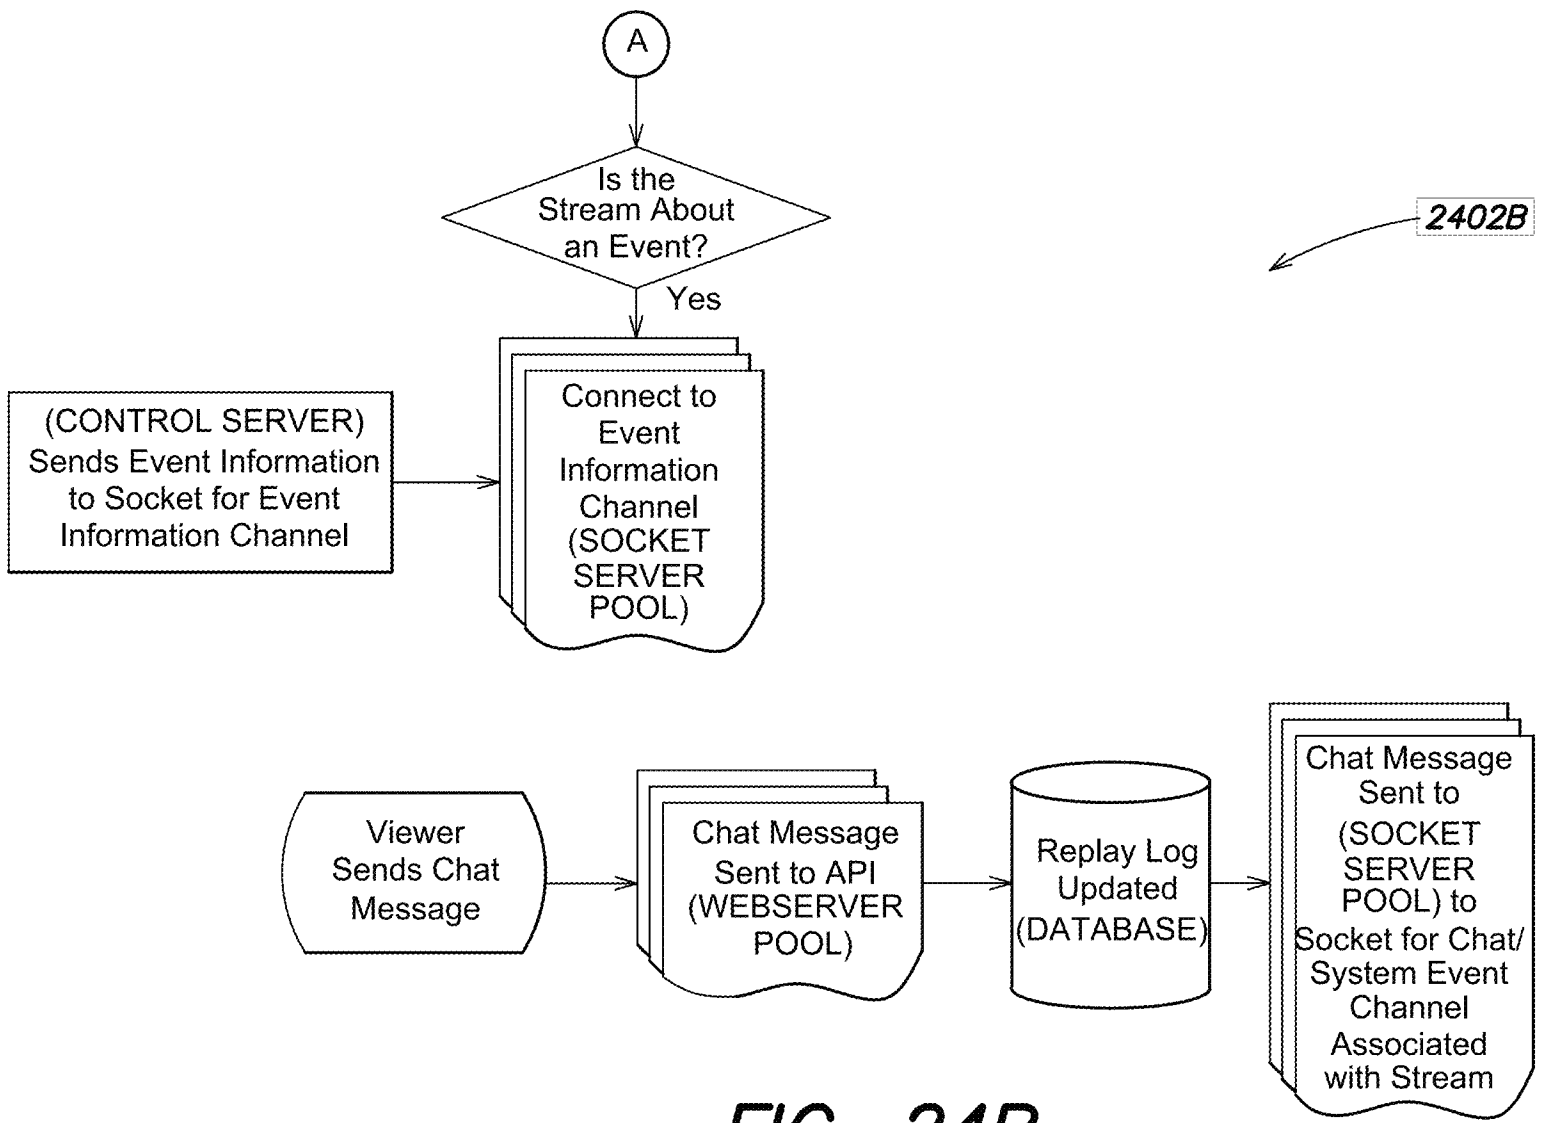 A
Is the
Stream About
an Event?
Yes
2402B
(CONTROL SERVER)
Sends Event Information
to Socket for Event
Information Channel
Connect to
Event
Information
Channel
(SOCKET
SERVER
POOL)
Viewer
Sends Chat
Message
Chat Message
Sent to API
(WEBSERVER
POOL)
Replay Log
Updated
(DATABASE)
Chat Message
Sent to
(SOCKET
SERVER
POOL) to
Socket for Chat/
System Event
Channel
Associated
with Stream
FIG. 24B